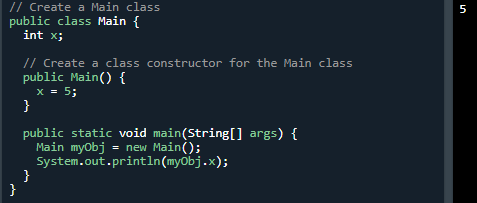 // Create a Main class
public class Main {
  int x;

  // Create a class constructor for the Main class
  public Main() {
    x = 5;
  }

  public static void main(String[] args) {
    Main myObj = new Main();
    System.out.println(myObj.x);
  }
}
5